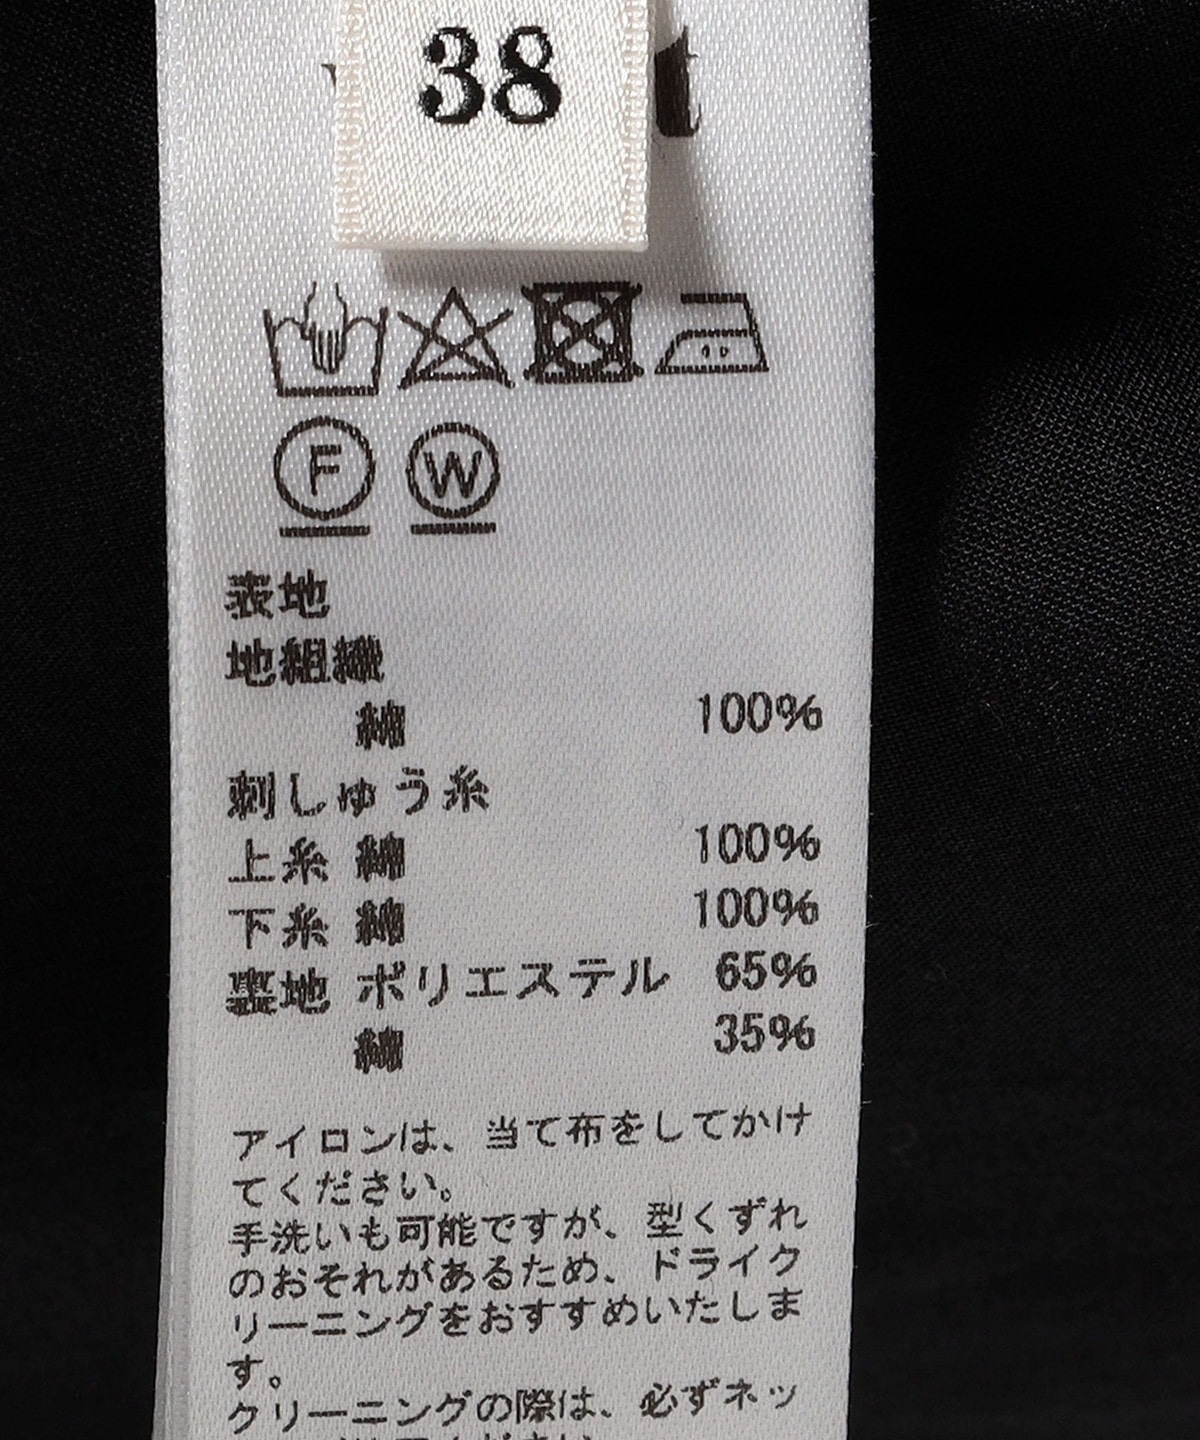 38
t
F W
表地
地組織
綿 100%
刺しゅう糸
上糸 綿 100%
下糸 綿 100%
裏地 ポリエステル 65%
綿 35%
アイロンは、当て布をしてかけ
てください。
手洗いも可能ですが、型くずれ
のおそれがあるため、ドライク
リーニングをおすすめいたしま
す。
クリーニングの際は、必ずネッ